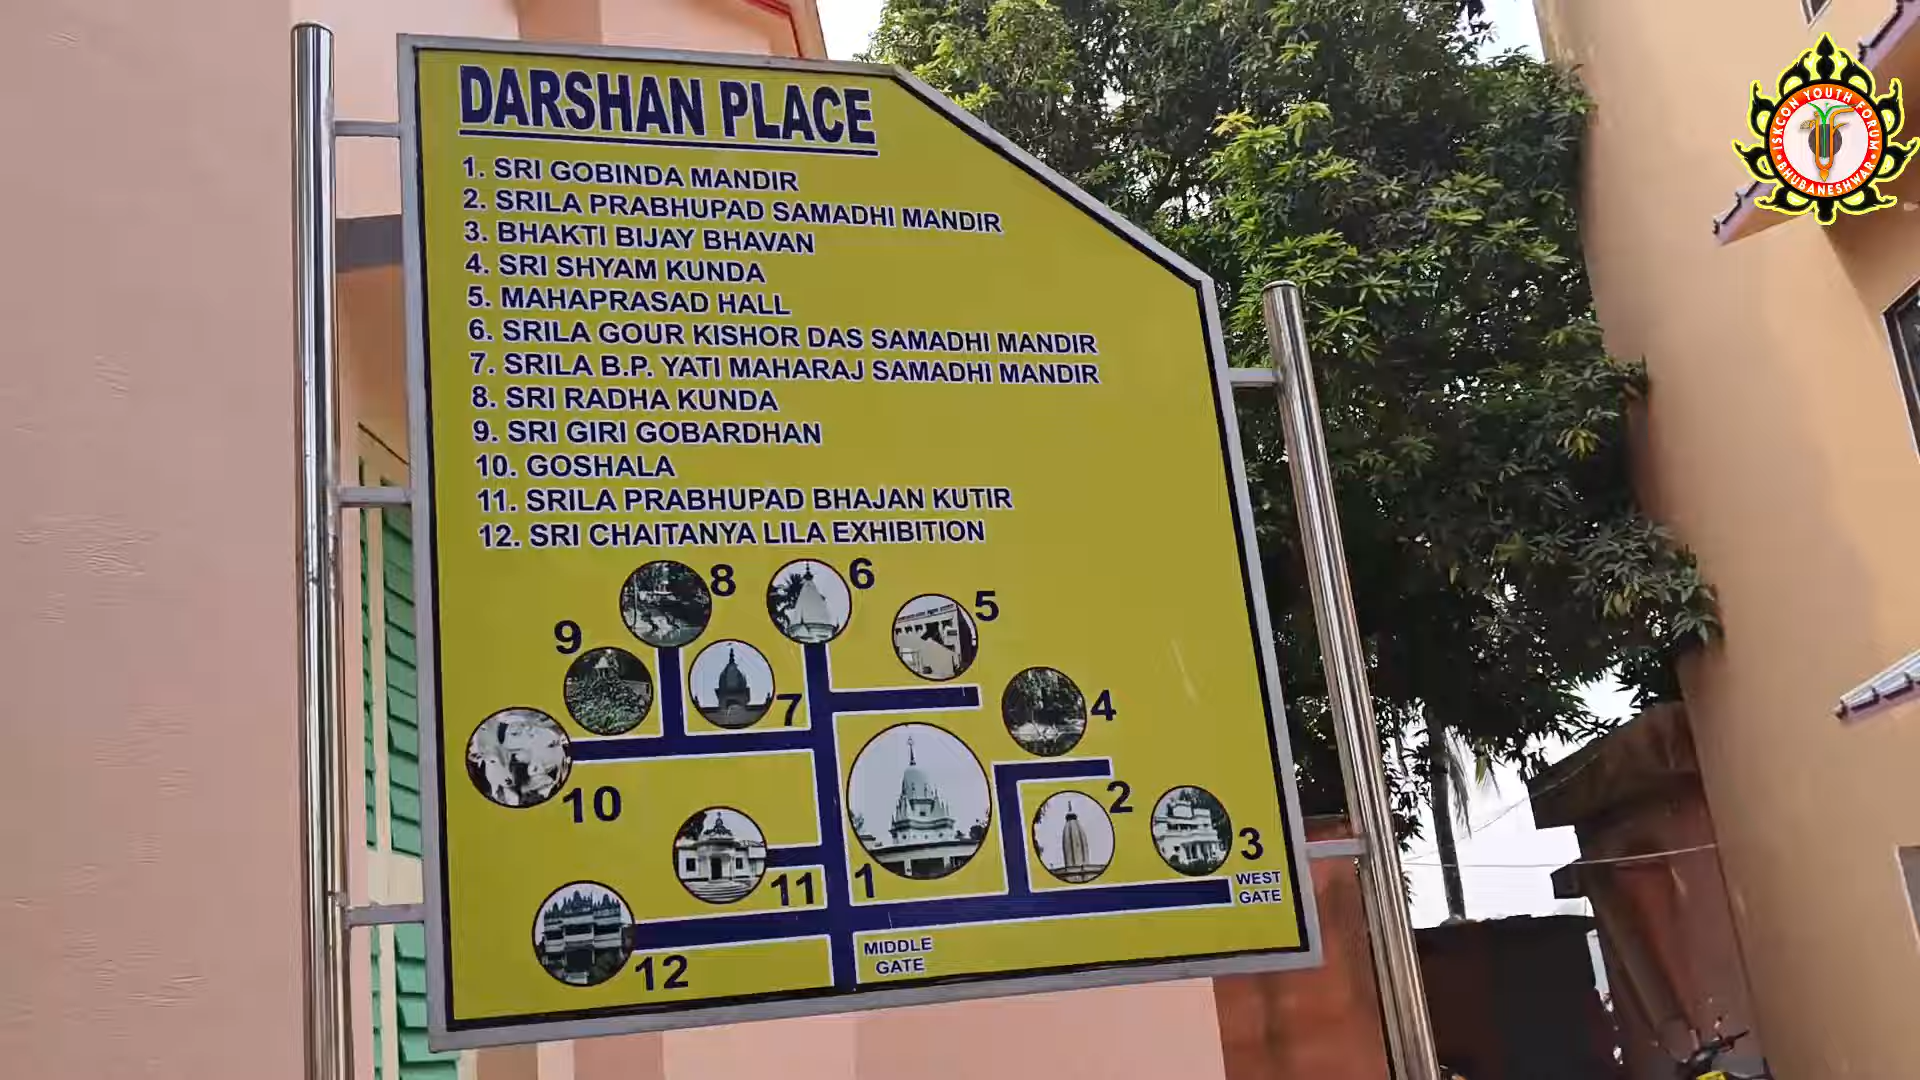 DARSHAN PLACE
1. SRI GOBINDA MANDIR
2. SRILA PRABHUPAD SAMADHI MANDIR
3. BHAKTI BIJAY BHAVAN
4. SRI SHYAM KUNDA
5. MAHAPRASAD HALL
6. SRILA GOUR KISHOR DAS SAMADHI MANDIR
7. SRILA B.P. YATI MAHARAJ SAMADHI MANDIR
8. SRI RADHA KUNDA
9. SRI GIRI GOBARDHAN
10. GOSHALA
11. SRILA PRABHUPAD BHAJAN KUTIR
12. SRI CHAITANYA LILA EXHIBITION
8
6
5
9
7
4
10
2
3
11
1
WEST
GATE
12
MIDDLE
GATE
ISKCON YOUTH FORUM
BHUBANESHWAR